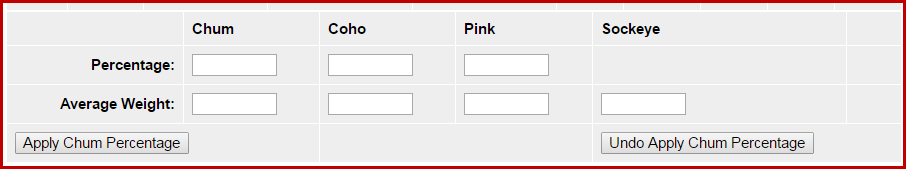 Chum Coho Pink Sockeye
Percentage:
Average Weight:
Apply Chum Percentage Undo Apply Chum Percentage